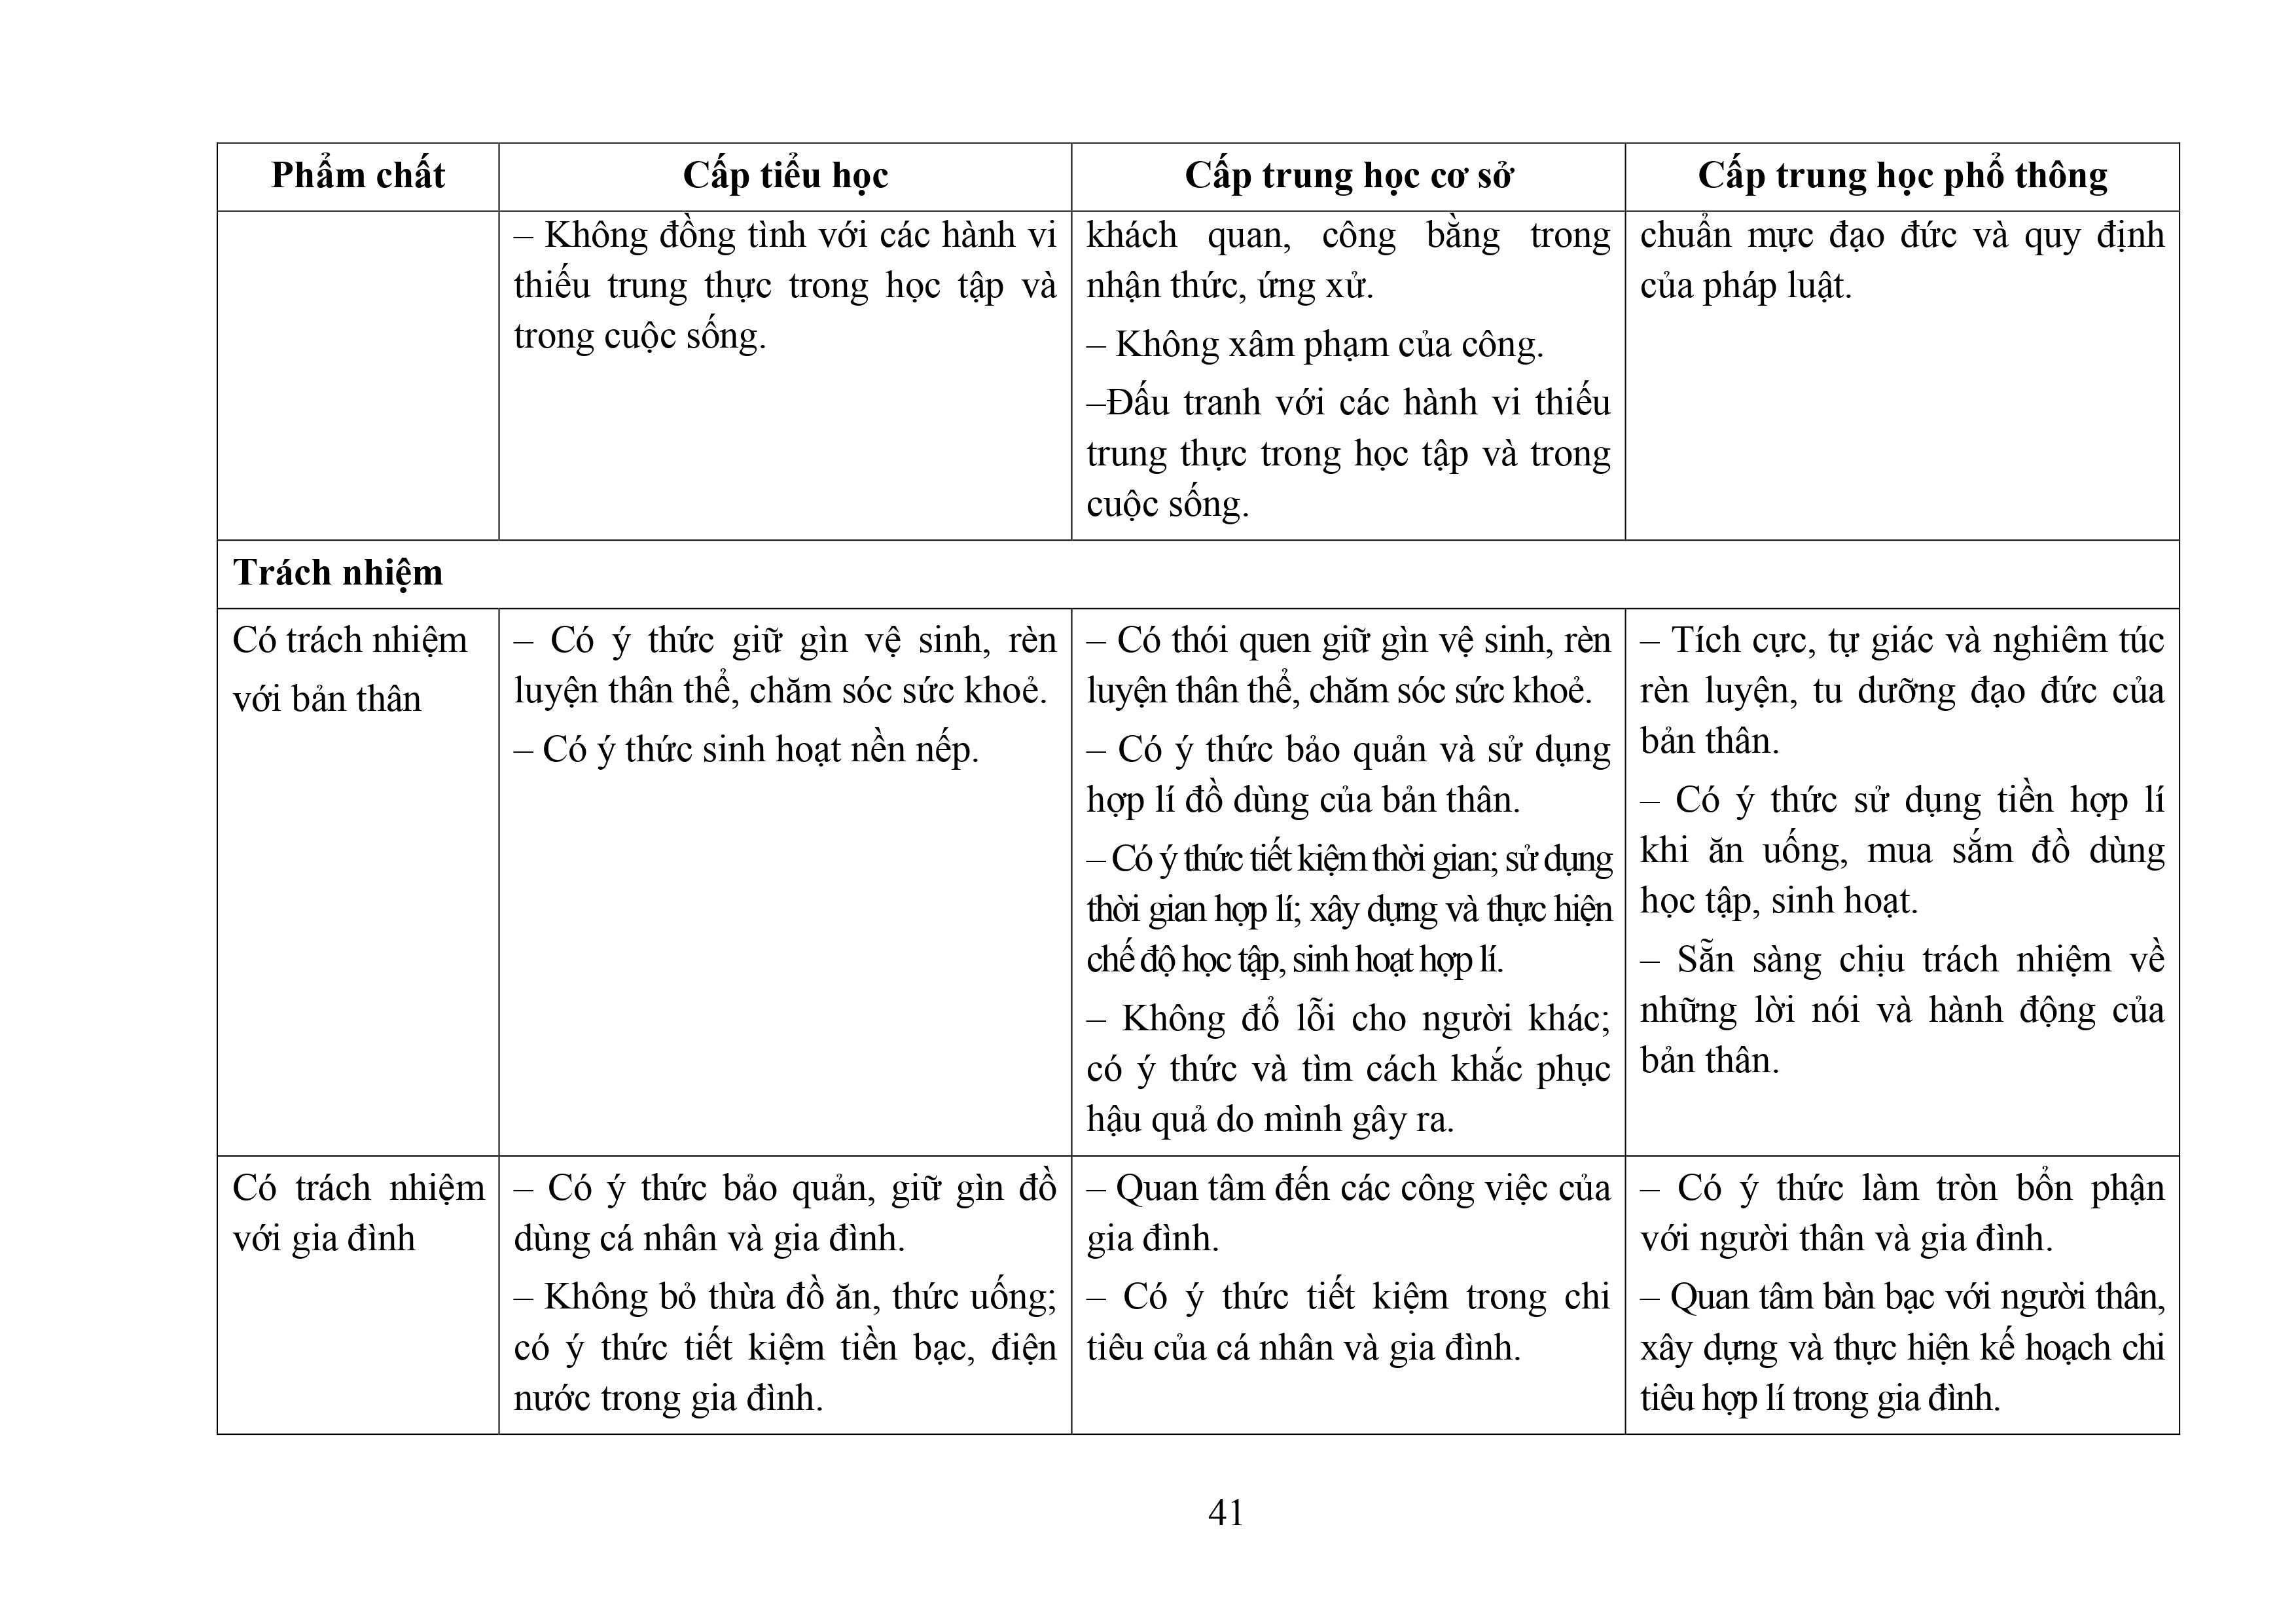 Phẩm chất
Cấp tiểu học
Cấp trung học cơ sở
Cấp trung học phổ thông
– Không đồng tình với các hành vi
thiếu trung thực trong học tập và
trong cuộc sống.
khách quan, công bằng trong
nhận thức, ứng xử.
– Không xâm phạm của công.
–Đấu tranh với các hành vi thiếu
trung thực trong học tập và trong
cuộc sống.
chuẩn mực đạo đức và quy định
của pháp luật.
Trách nhiệm
Có trách nhiệm
với bản thân
– Có ý thức giữ gìn vệ sinh, rèn
luyện thân thể, chăm sóc sức khoẻ.
– Có ý thức sinh hoạt nền nếp.
– Có thói quen giữ gìn vệ sinh, rèn
luyện thân thể, chăm sóc sức khoẻ.
– Có ý thức bảo quản và sử dụng
hợp lí đồ dùng của bản thân.
– Có ý thức tiết kiệm thời gian; sử dụng
thời gian hợp lí; xây dựng và thực hiện
chế độ học tập, sinh hoạt hợp lí.
– Không đổ lỗi cho người khác;
có ý thức và tìm cách khắc phục
hậu quả do mình gây ra.
– Tích cực, tự giác và nghiêm túc
rèn luyện, tu dưỡng đạo đức của
bản thân.
– Có ý thức sử dụng tiền hợp lí
khi ăn uống, mua sắm đồ dùng
học tập, sinh hoạt.
– Sẵn sàng chịu trách nhiệm về
những lời nói và hành động của
bản thân.
Có trách nhiệm
với gia đình
– Có ý thức bảo quản, giữ gìn đồ
dùng cá nhân và gia đình.
– Không bỏ thừa đồ ăn, thức uống;
có ý thức tiết kiệm tiền bạc, điện
nước trong gia đình.
– Quan tâm đến các công việc của
gia đình.
– Có ý thức tiết kiệm trong chi
tiêu của cá nhân và gia đình.
– Có ý thức làm tròn bổn phận
với người thân và gia đình.
– Quan tâm bàn bạc với người thân,
xây dựng và thực hiện kế hoạch chi
tiêu hợp lí trong gia đình.
41